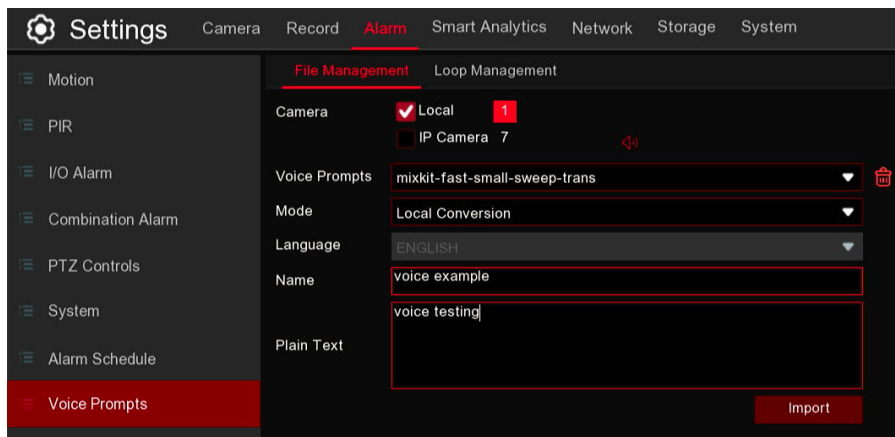 Settings Camera Record Alarm Smart Analytics Network Storage System
File Management Loop Management
Motion
PIR
I/O Alarm
Combination Alarm
PTZ Controls
System
Alarm Schedule
Voice Prompts
Camera Local 1
IP Camera 7
Voice Prompts mixkit-fast-small-sweep-trans
Mode Local Conversion
Language ENGLISH
Name voice example
Plain Text voice testing
Import